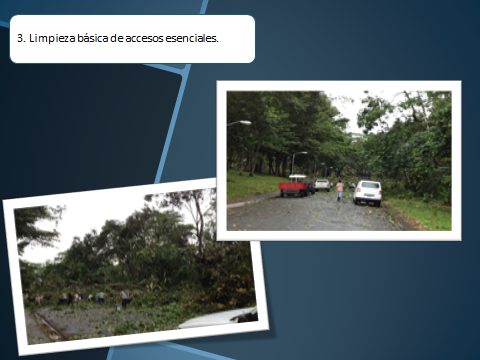 3. Limpieza básica de accesos esenciales.